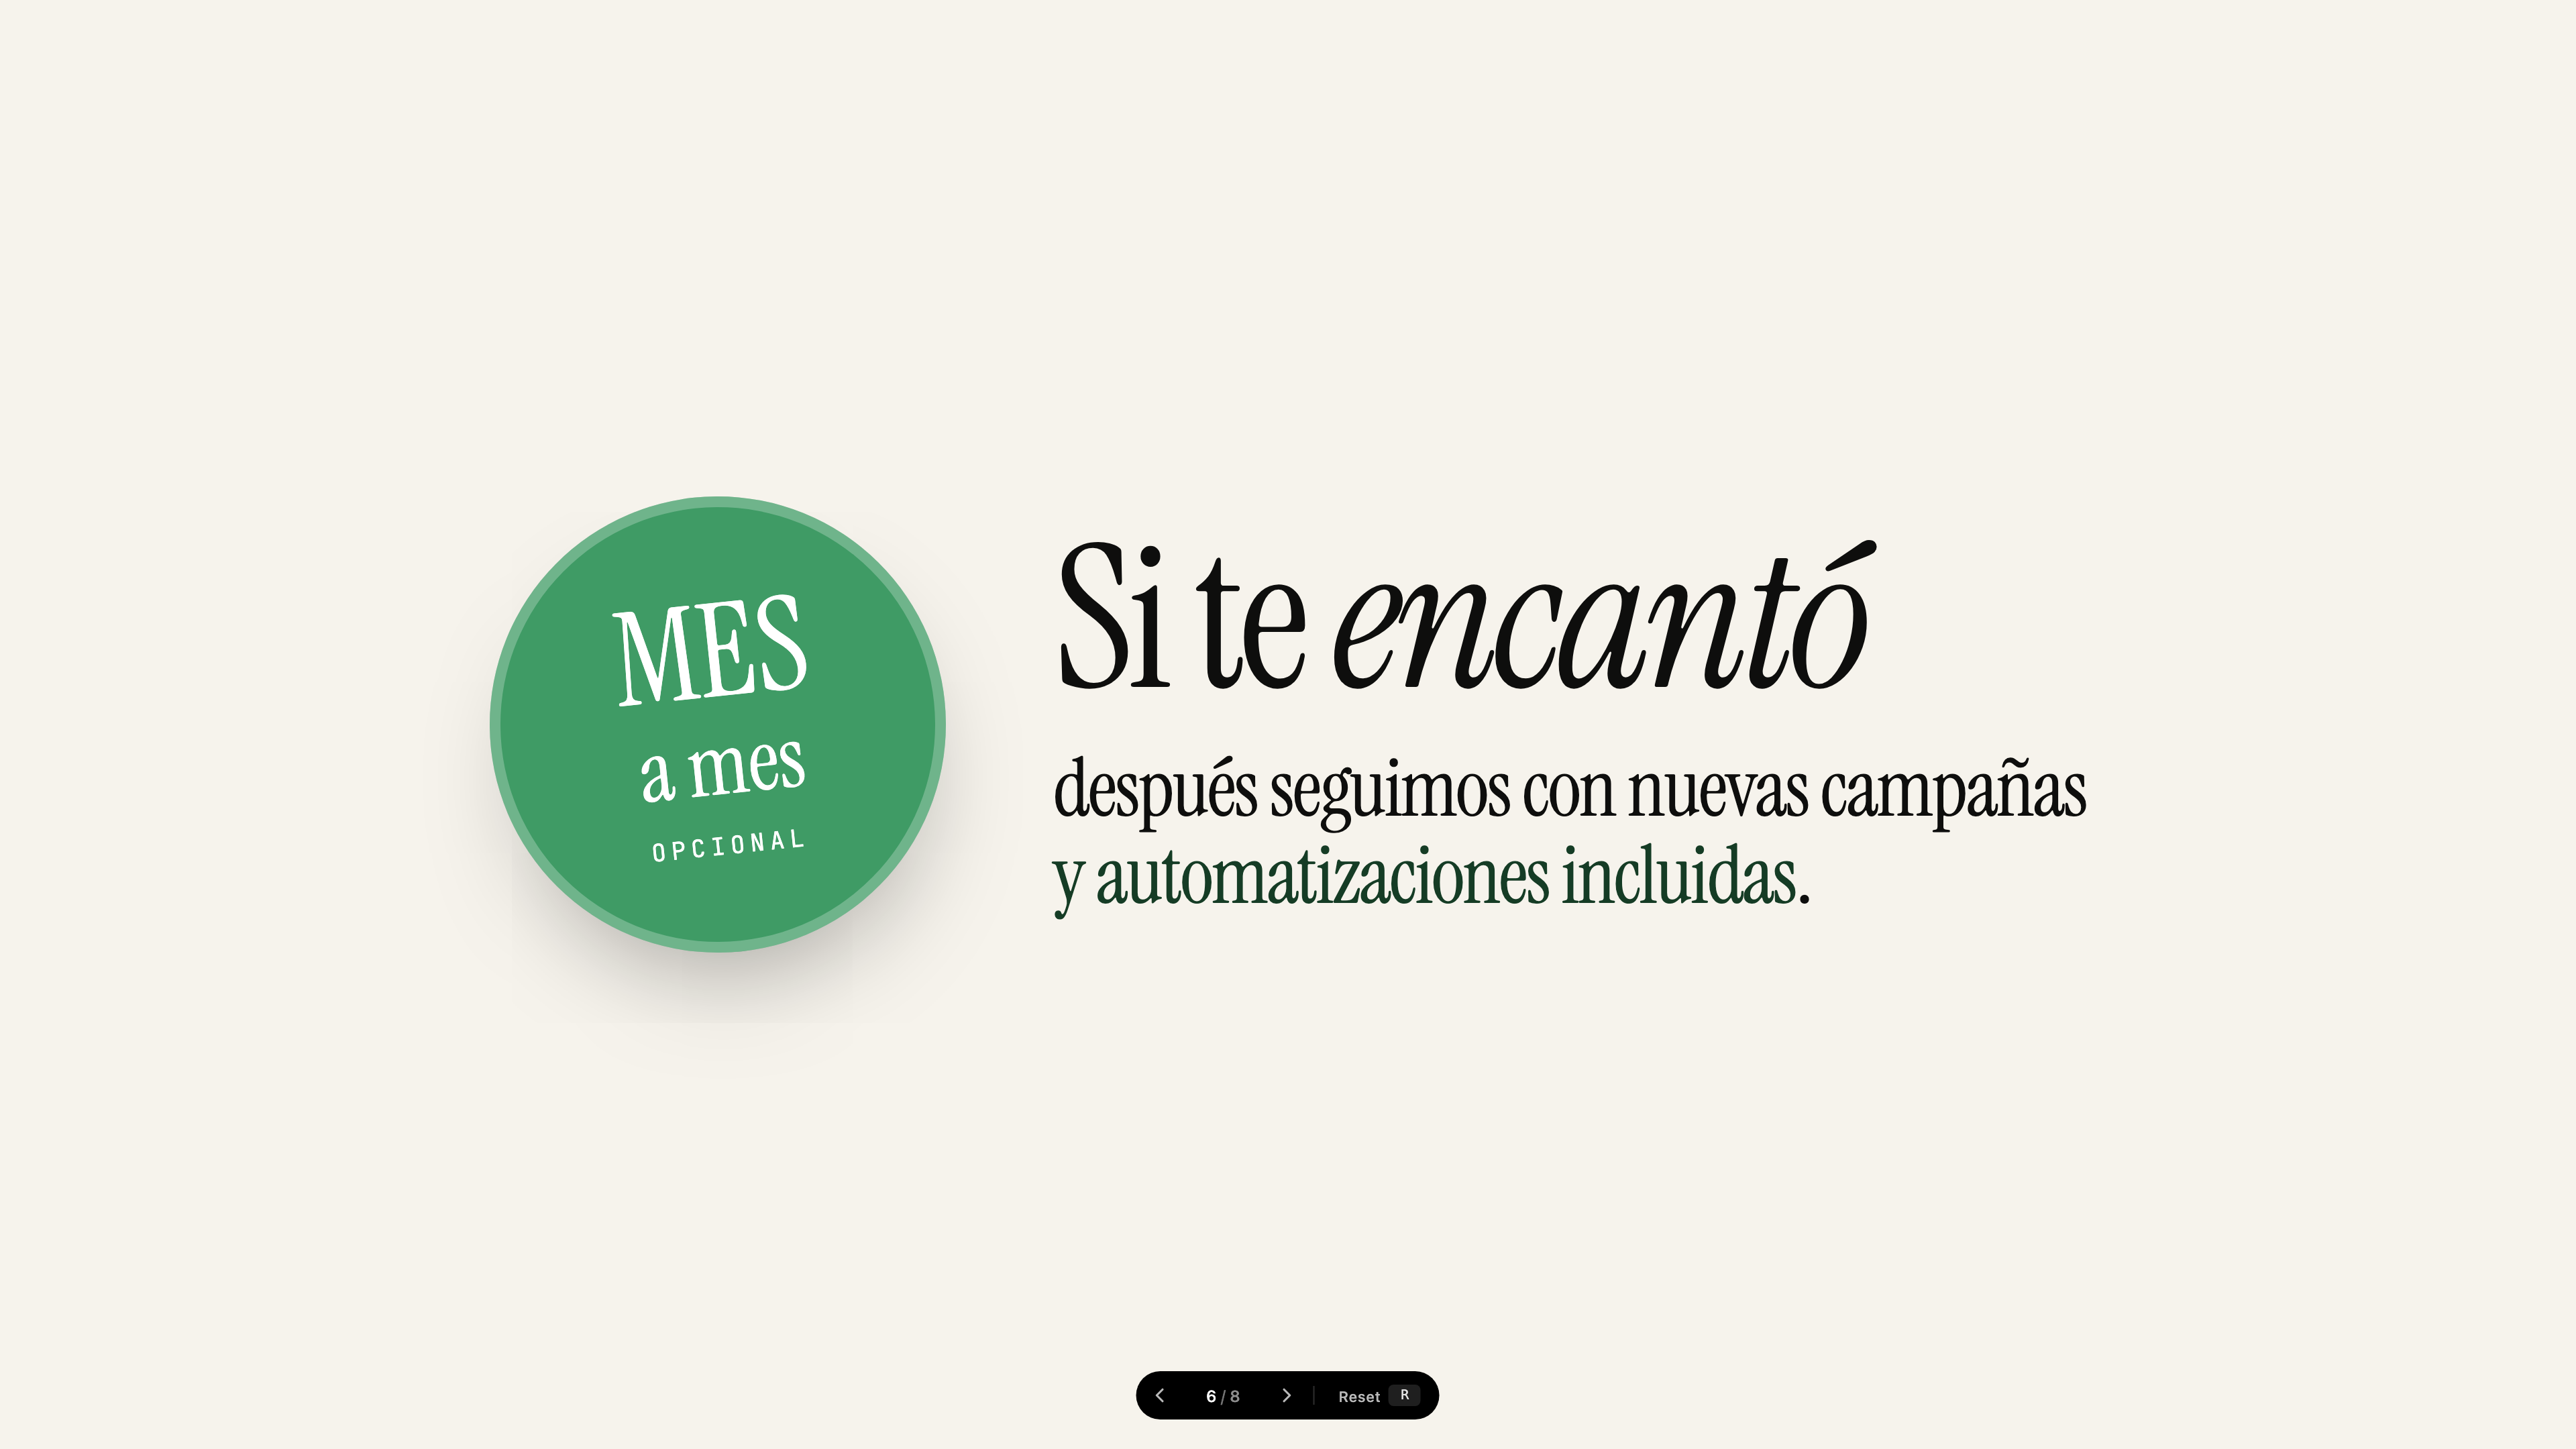 MES
a mes
OPCIONAL
Si te encantó
después seguimos con nuevas campañas
y automatizaciones incluidas.
6 / 8
Reset R